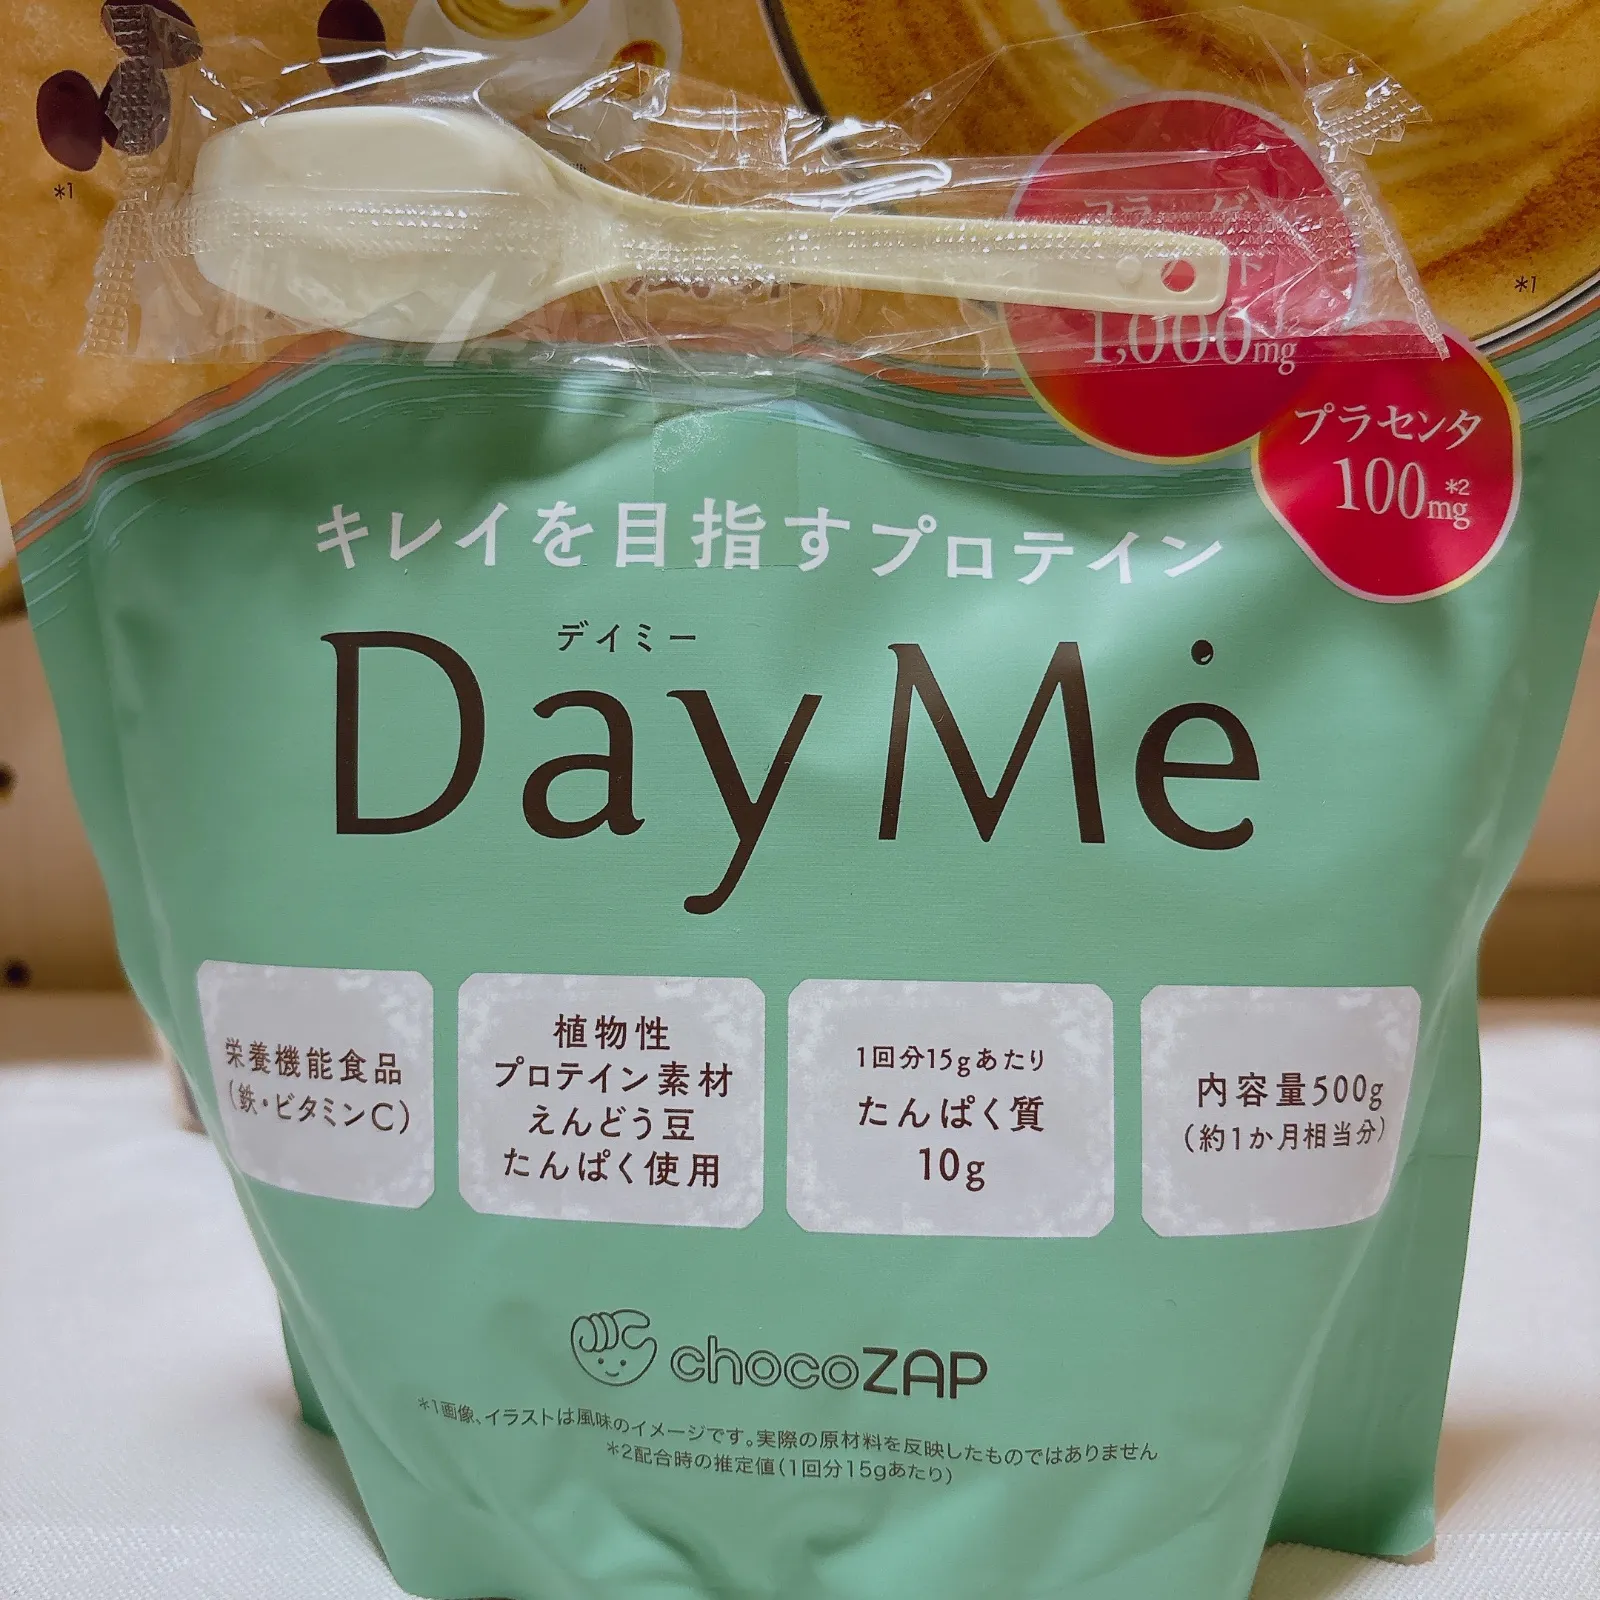 *1
*1
1,000mg
プラセンタ
100mg*2
キレイを目指すプロテイン
デイミー
DayMe
栄養機能食品
(鉄・ビタミンC)
植物性
プロテイン素材
えんどう豆
たんぱく使用
1回分15gあたり
たんぱく質
10g
内容量500g
(約1か月相当分)
chocoZAP
*1画像、イラストは風味のイメージです。実際の原材料を反映したものではありません
*2配合時の推定値(1回分15gあたり)